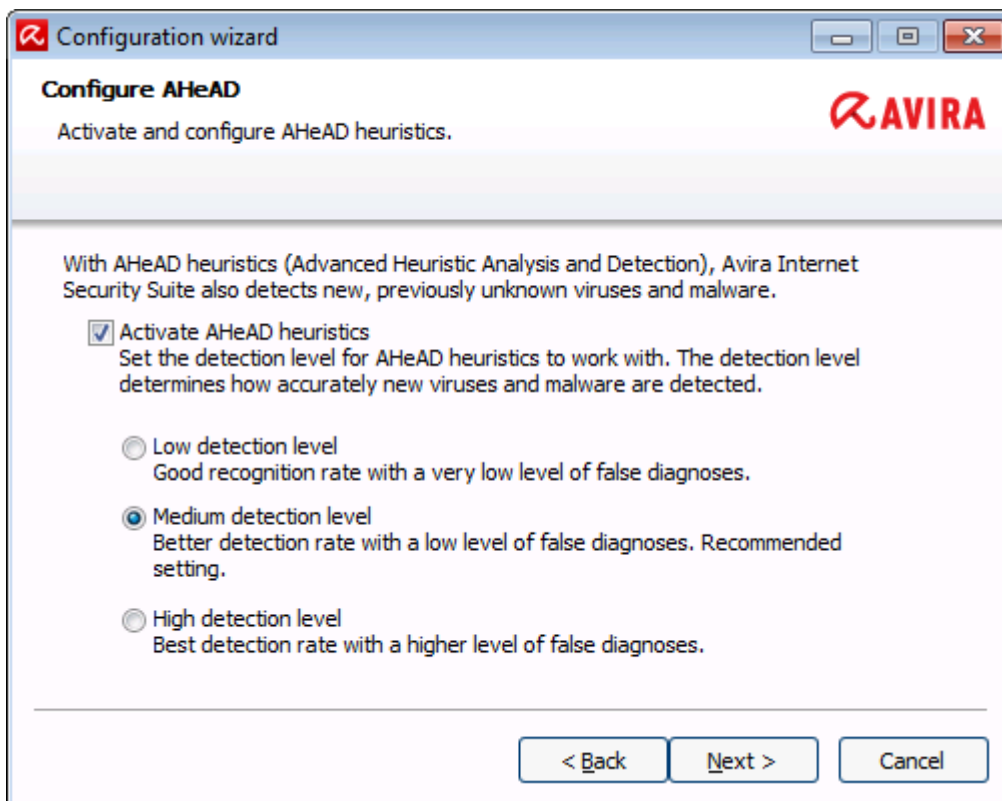 Configuration wizard
Configure AHeAD
Activate and configure AHeAD heuristics.
AVIRA
With AHeAD heuristics (Advanced Heuristic Analysis and Detection), Avira Internet
Security Suite also detects new, previously unknown viruses and malware.
Activate AHeAD heuristics
Set the detection level for AHeAD heuristics to work with. The detection level
determines how accurately new viruses and malware are detected.
Low detection level
Good recognition rate with a very low level of false diagnoses.
Medium detection level
Better detection rate with a low level of false diagnoses. Recommended
setting.
High detection level
Best detection rate with a higher level of false diagnoses.
< Back Next > Cancel